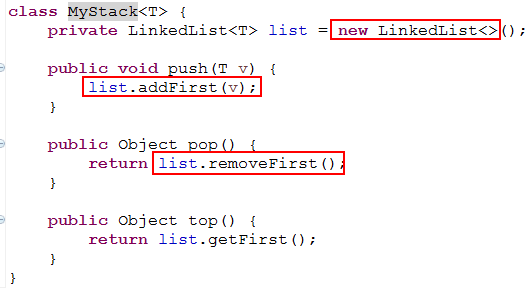 class MyStack<T> {
    private LinkedList<T> list = new LinkedList<>();
    public void push(T v) {
        list.addFirst(v);
    }
    public Object pop() {
        return list.removeFirst();
    }
    public Object top() {
        return list.getFirst();
    }
}